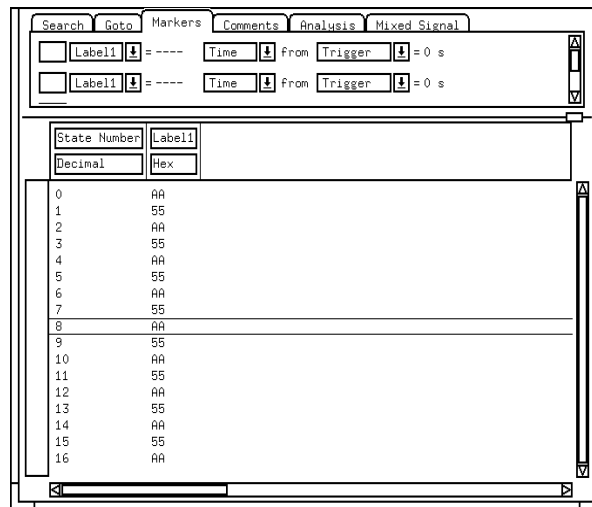 Search Goto Markers Comments Analysis Mixed Signal
Label1 = ---- Time from Trigger = 0 s
Label1 = ---- Time from Trigger = 0 s
State Number Label1
Decimal Hex
0 AA
1 55
2 AA
3 55
4 AA
5 55
6 AA
7 55
8 AA
9 55
10 AA
11 55
12 AA
13 55
14 AA
15 55
16 AA